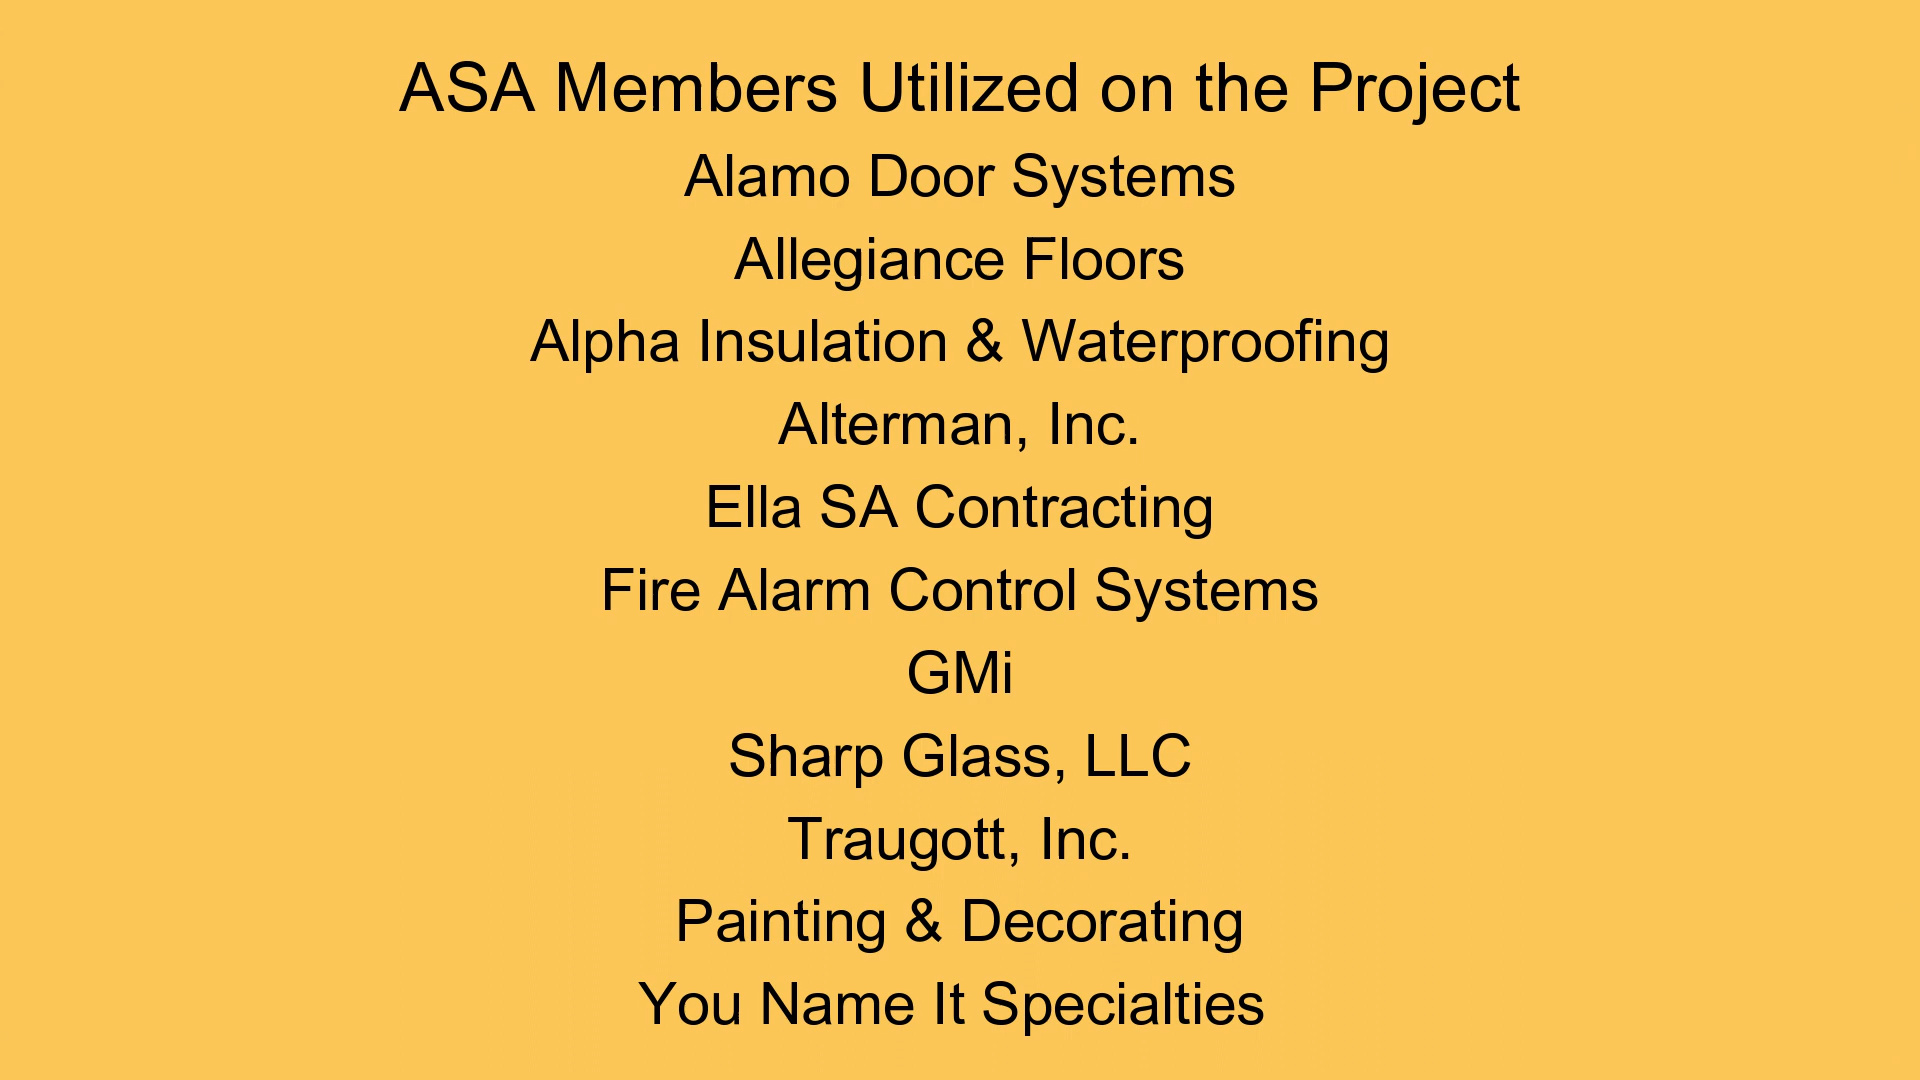 ASA Members Utilized on the Project
Alamo Door Systems
Allegiance Floors
Alpha Insulation & Waterproofing
Alterman, Inc.
Ella SA Contracting
Fire Alarm Control Systems
GMi
Sharp Glass, LLC
Traugott, Inc.
Painting & Decorating
You Name It Specialties